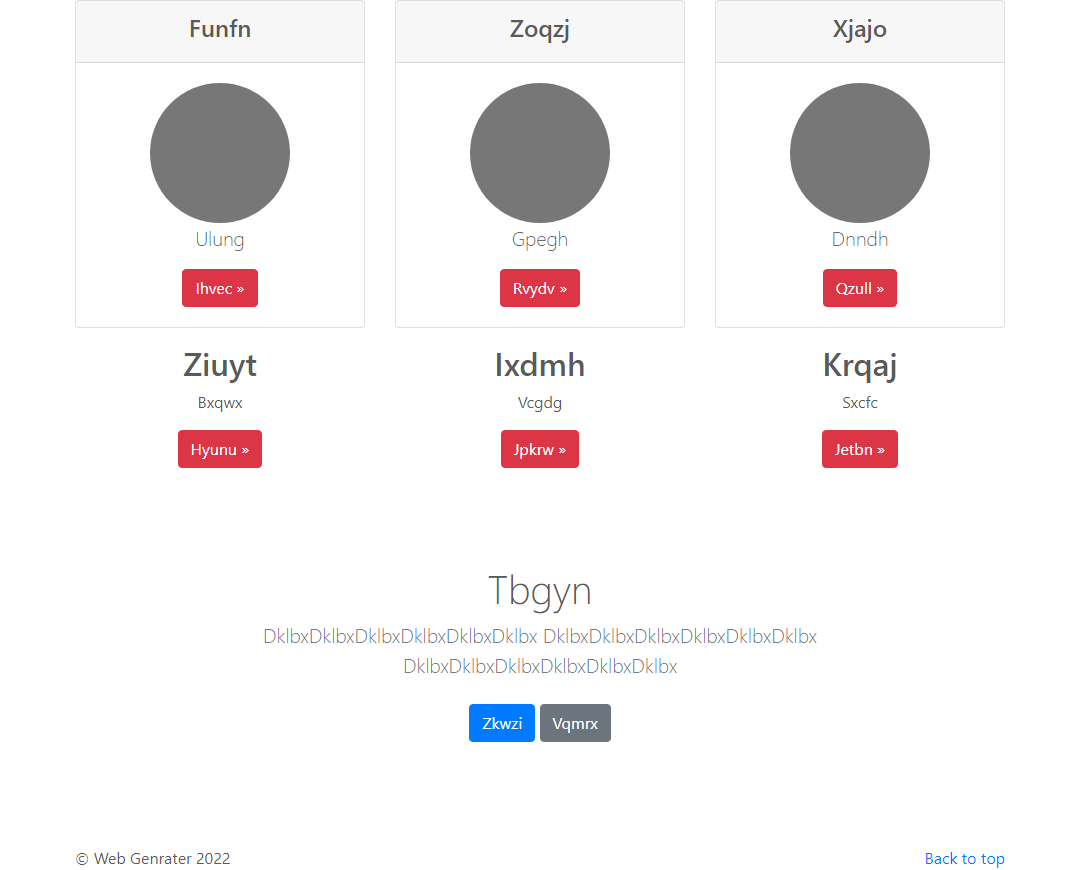 Funfn
Zoqzj
Xjajo
Ulung
Gpegh
Dnndh
Ihvec »
Rvydv »
Qzull »
Ziuyt
Ixdmh
Krqaj
Bxqwx
Vcgdg
Sxcfc
Hyunu »
Jpkrw »
Jetbn »
Tbgyn
DklbxDklbxDklbxDklbxDklbxDklbx DklbxDklbxDklbxDklbxDklbxDklbx
DklbxDklbxDklbxDklbxDklbxDklbx
Zkwzi
Vqmrx
© Web Genrater 2022
Back to top